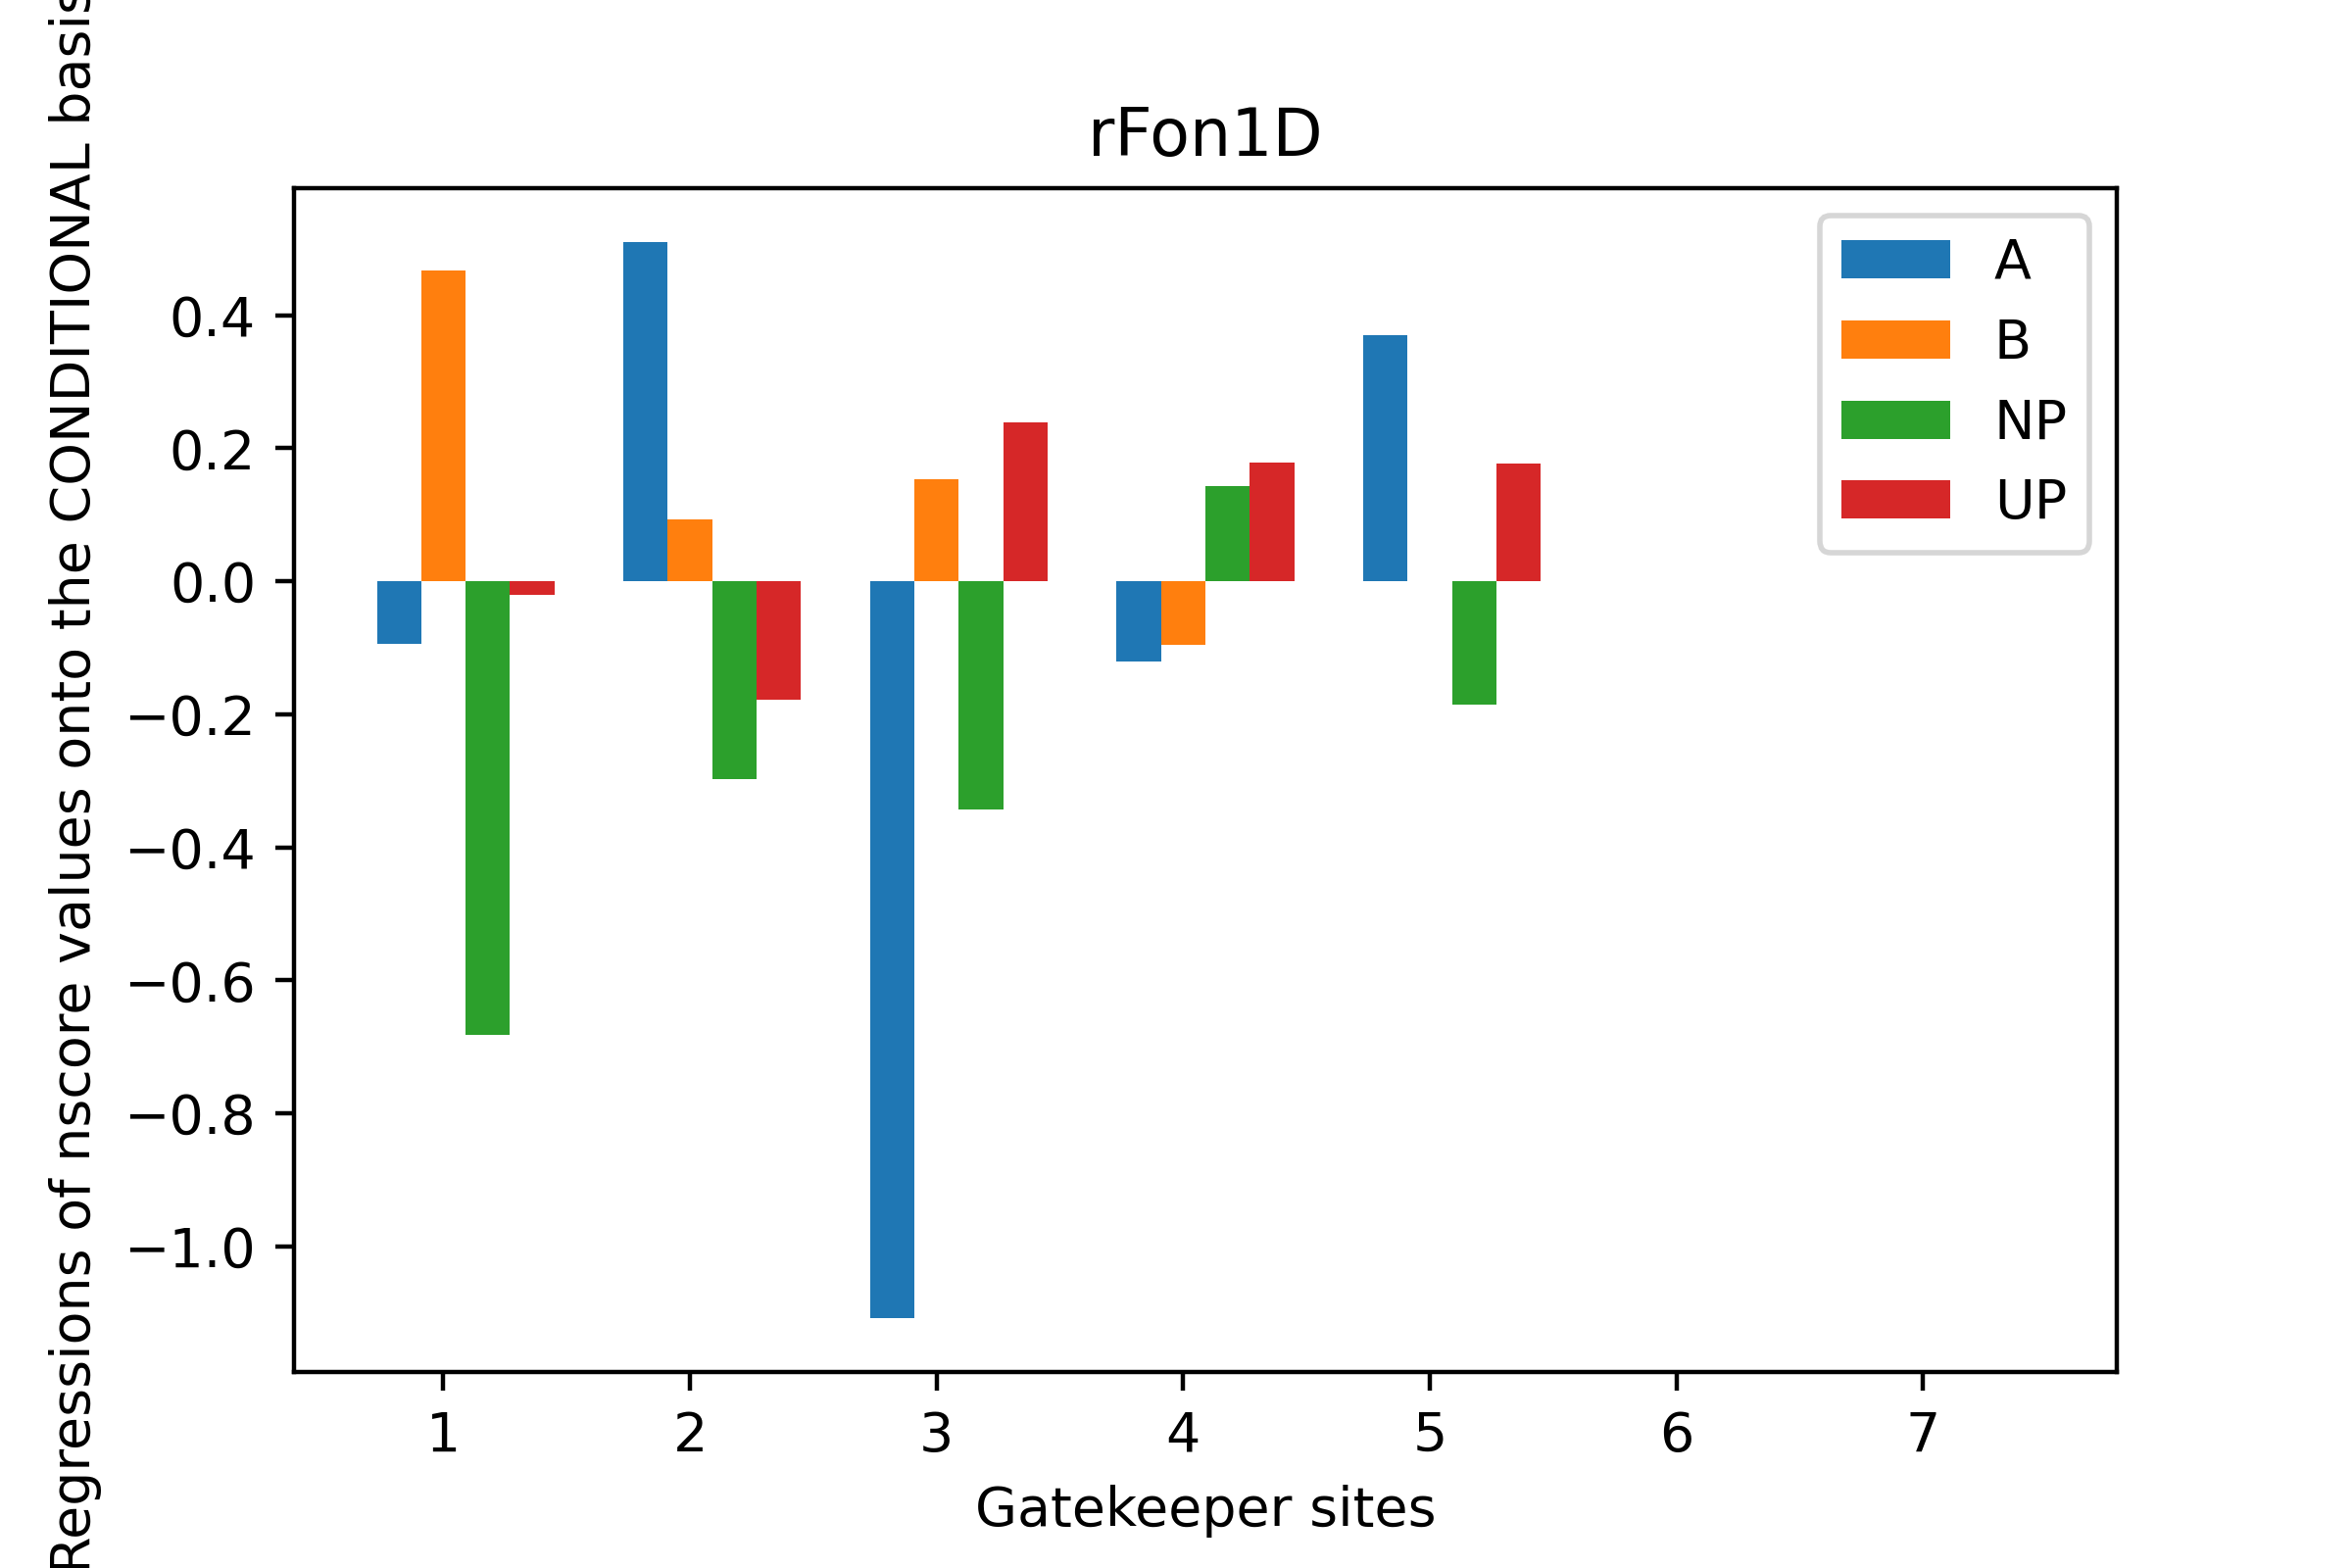 rFon1D
Regressions of nscore values onto the CONDITIONAL basis
0.4
0.2
0.0
−0.2
−0.4
−0.6
−0.8
−1.0
A
B
NP
UP
1 2 3 4 5 6 7
Gatekeeper sites